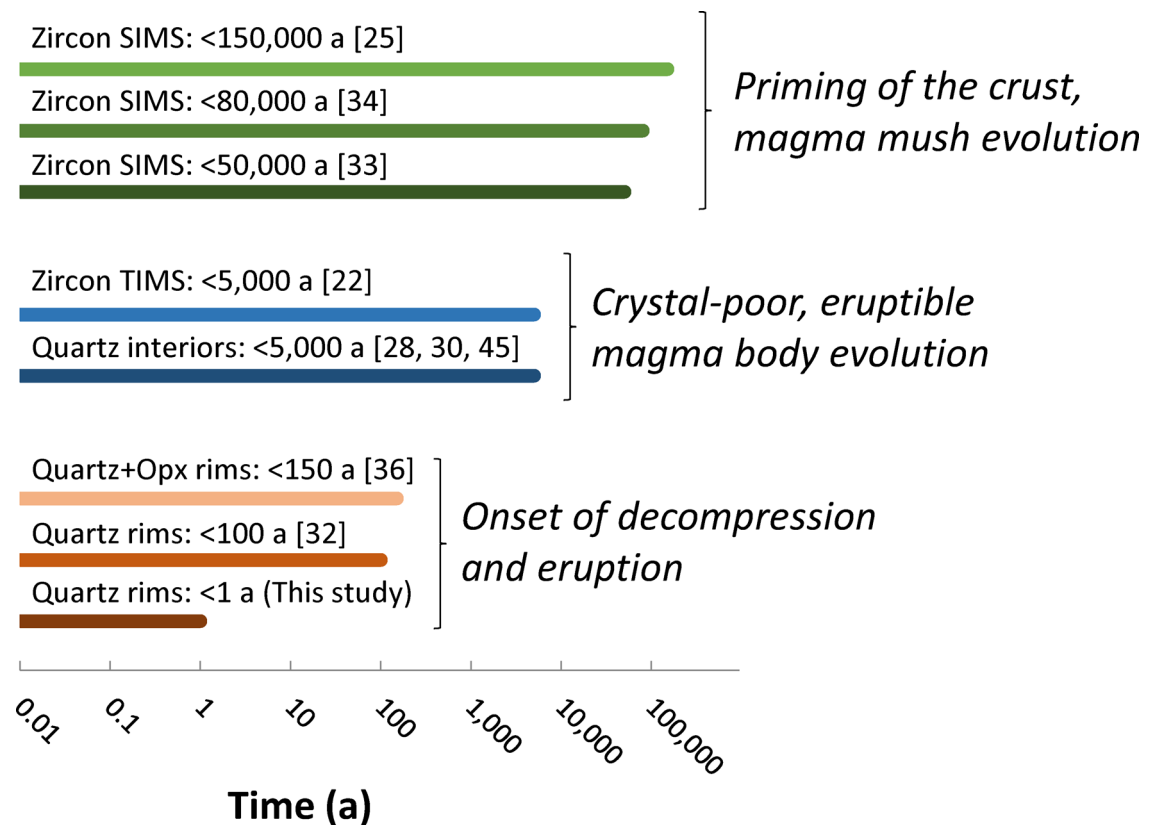 Zircon SIMS: <150,000 a [25]
Zircon SIMS: <80,000 a [34]
Zircon SIMS: <50,000 a [33]
Priming of the crust,
magma mush evolution
Zircon TIMS: <5,000 a [22]
Quartz interiors: <5,000 a [28, 30, 45]
Crystal-poor, eruptible
magma body evolution
Quartz+Opx rims: <150 a [36]
Quartz rims: <100 a [32]
Quartz rims: <1 a (This study)
Onset of decompression
and eruption
0.01
0.1
1
10
100
1,000
10,000
100,000
Time (a)